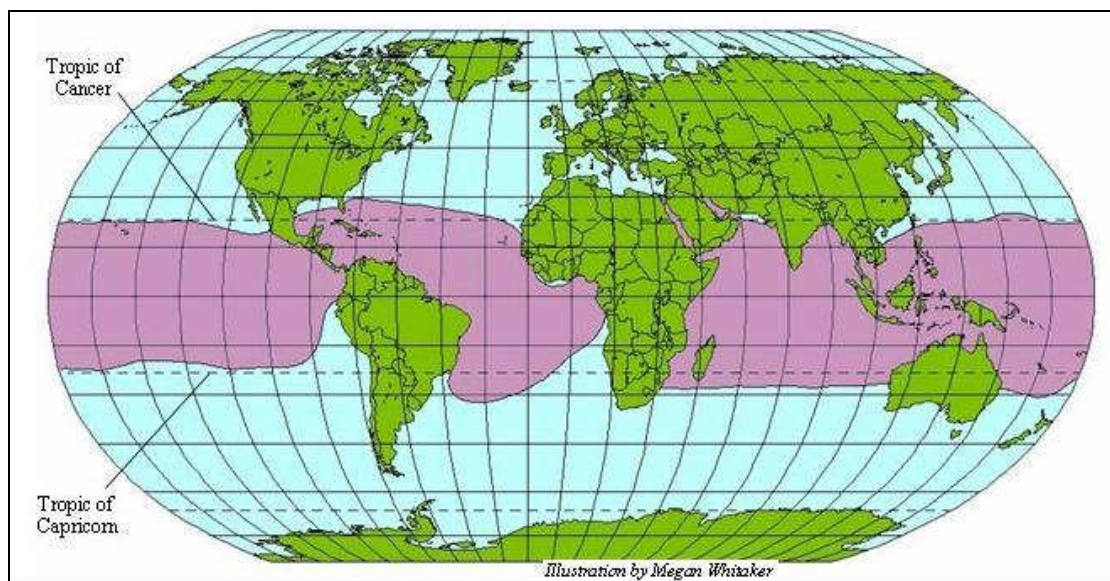 Tropic of
Cancer
Tropic of
Capricorn
Illustration by Megan Whitaker